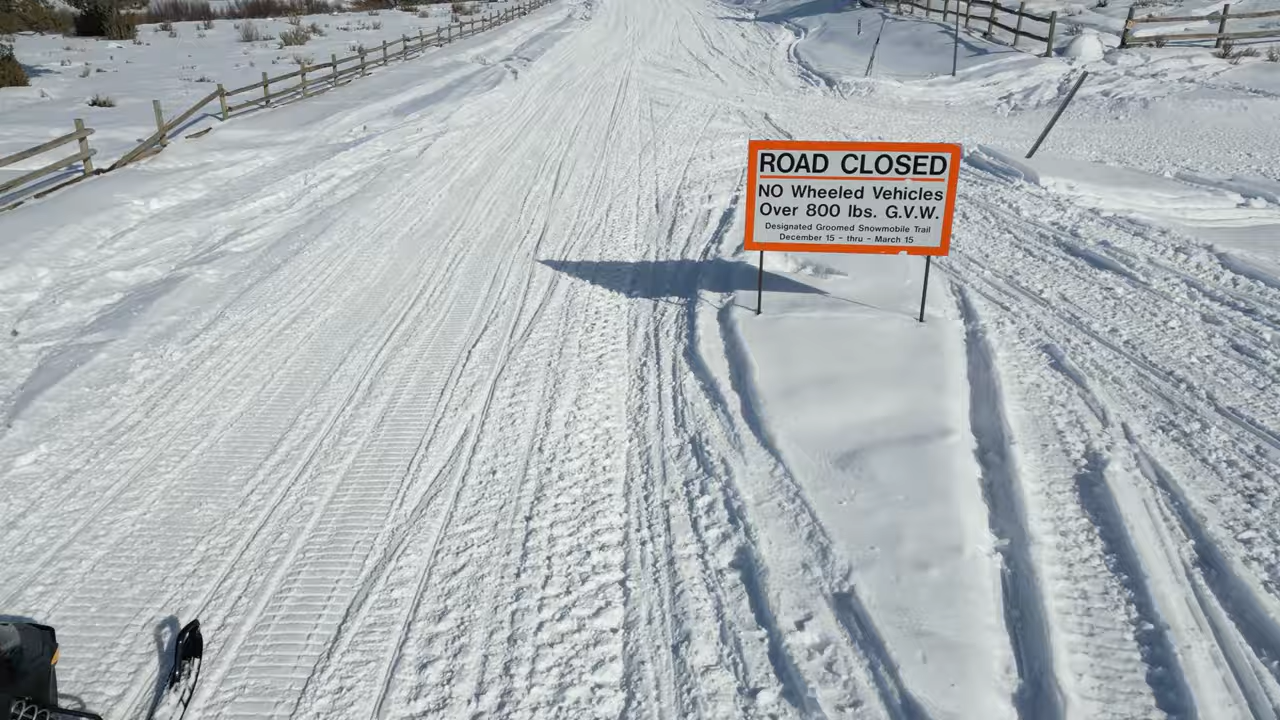 ROAD CLOSED
NO Wheeled Vehicles
Over 800 lbs. G.V.W.
Designated Groomed Snowmobile Trail
December 15 - thru - March 15